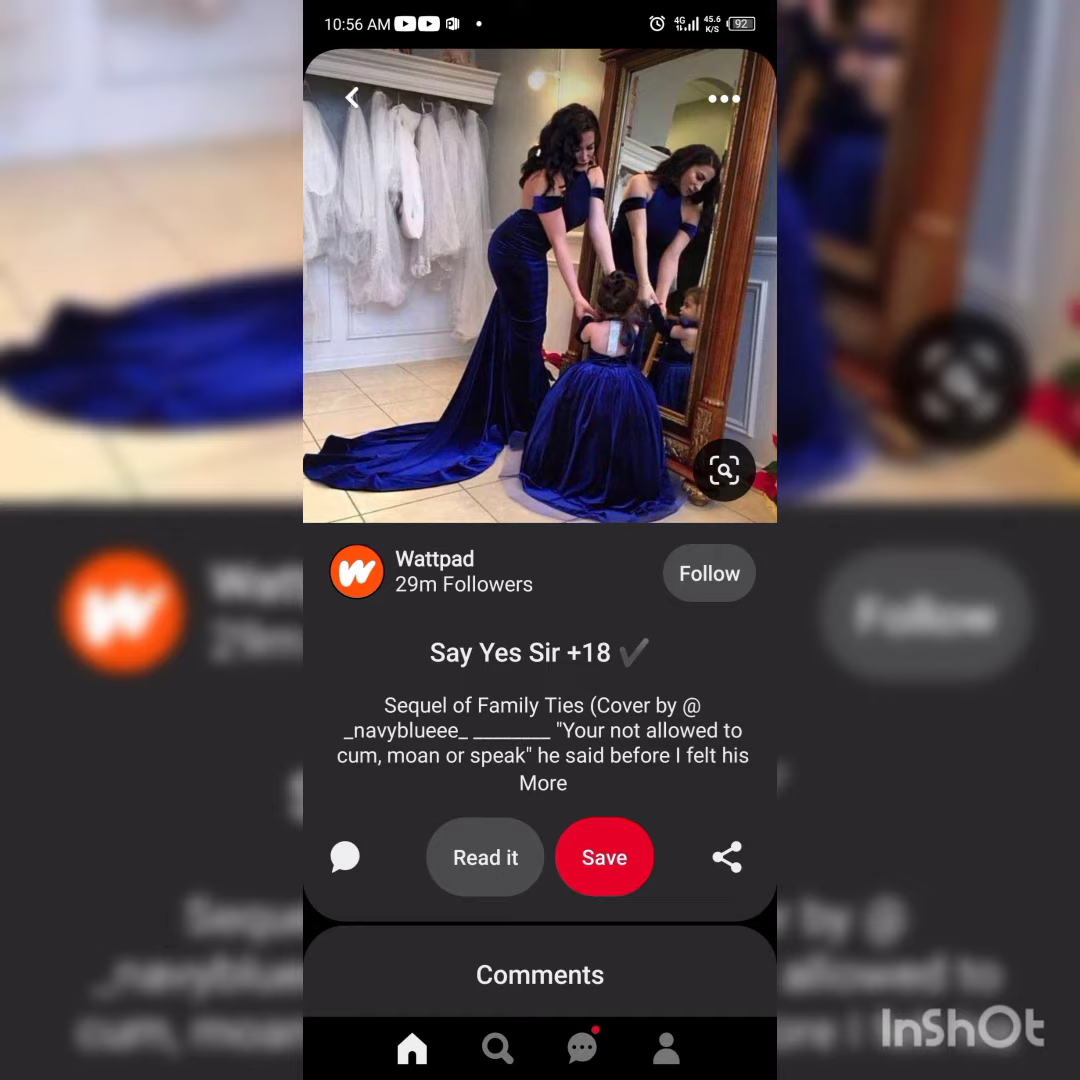 10:56 AM
4G 45.6 K/S 92
Wattpad
29m Followers
Follow
Say Yes Sir +18 ✔
Sequel of Family Ties (Cover by @
_navyblueee_ ________ "Your not allowed to
cum, moan or speak" he said before I felt his
More
Read it
Save
Comments
InShOt